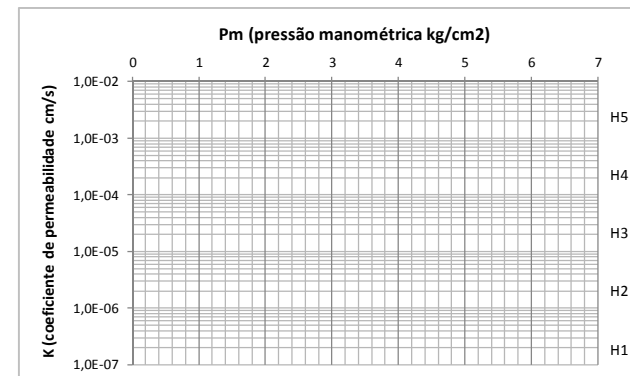 Pm (pressão manométrica kg/cm2)
0 1 2 3 4 5 6 7
K (coeficiente de permeabilidade cm/s)
1,0E-02
H5
1,0E-03
H4
1,0E-04
H3
1,0E-05
H2
1,0E-06
H1
1,0E-07